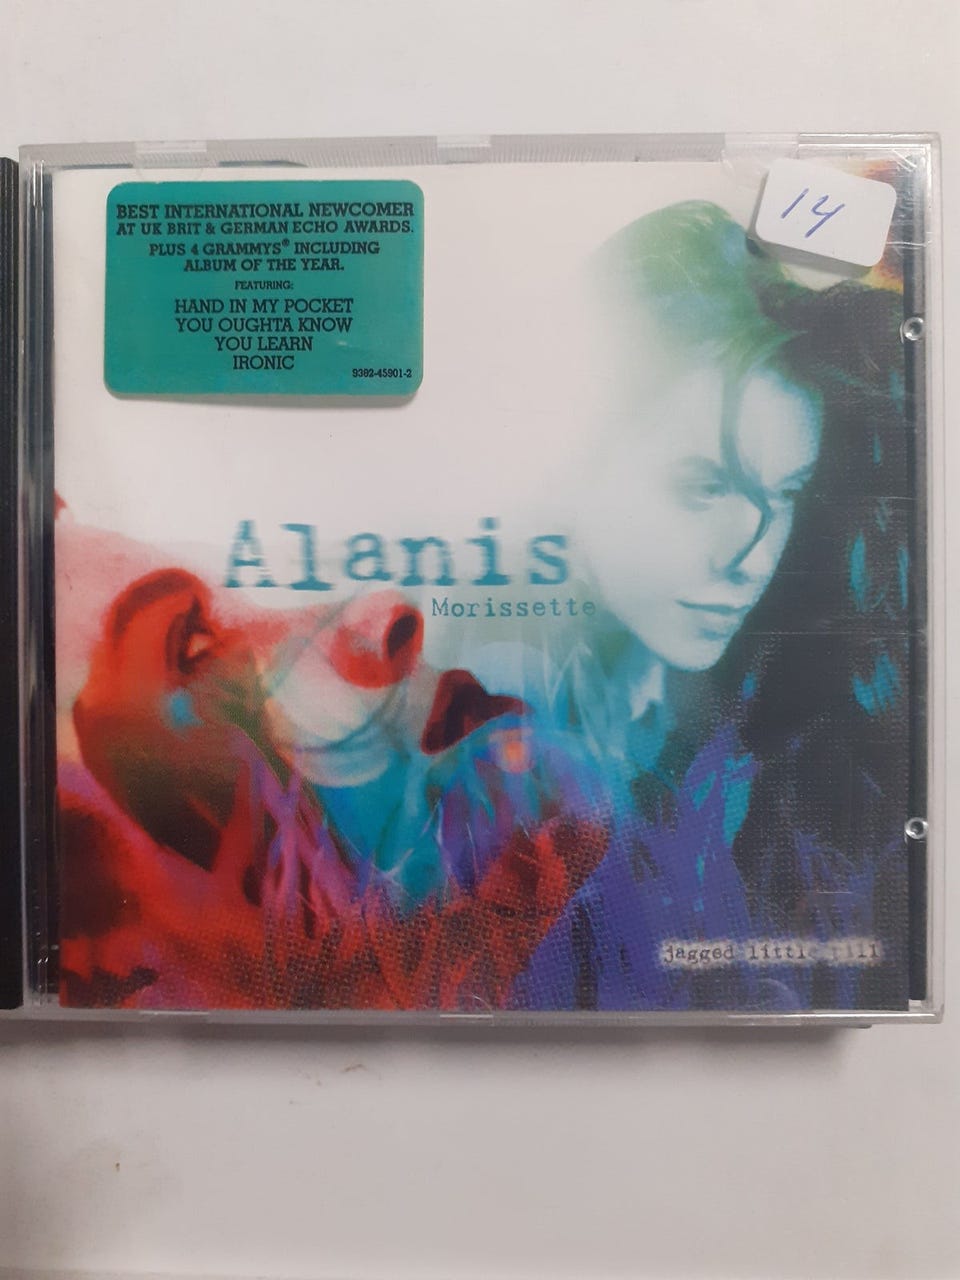 BEST INTERNATIONAL NEWCOMER
AT UK BRIT & GERMAN ECHO AWARDS.
PLUS 4 GRAMMYS® INCLUDING
ALBUM OF THE YEAR.
FEATURING:
HAND IN MY POCKET
YOU OUGHTA KNOW
YOU LEARN
IRONIC
9362-45901-2
14
Alanis
Morissette
jagged little pill